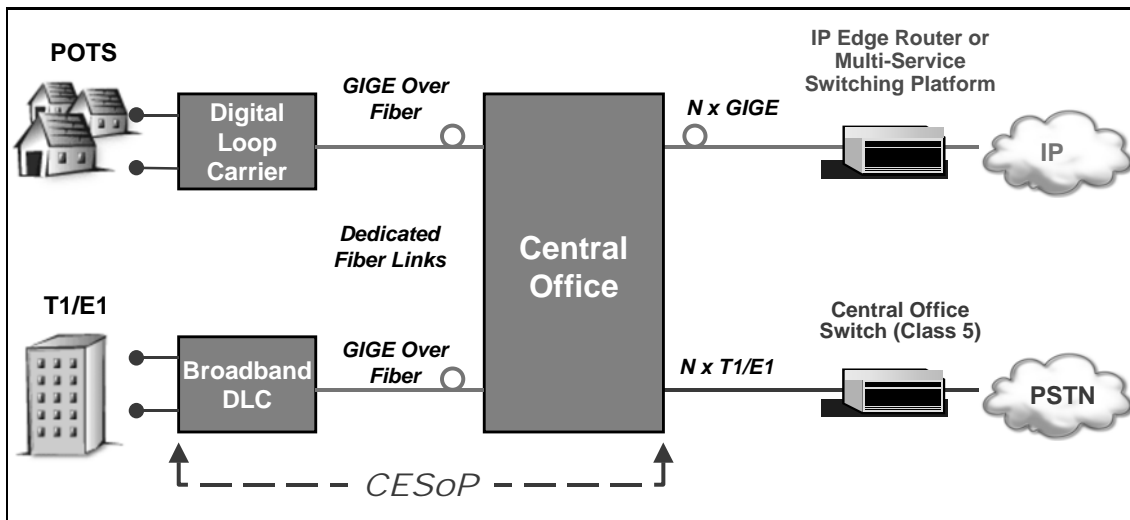 POTS
Digital
Loop
Carrier
GIGE Over
Fiber
Dedicated
Fiber Links
T1/E1
Broadband
DLC
GIGE Over
Fiber
Central
Office
N x GIGE
IP Edge Router or
Multi-Service
Switching Platform
IP
N x T1/E1
Central Office
Switch (Class 5)
PSTN
CESoP